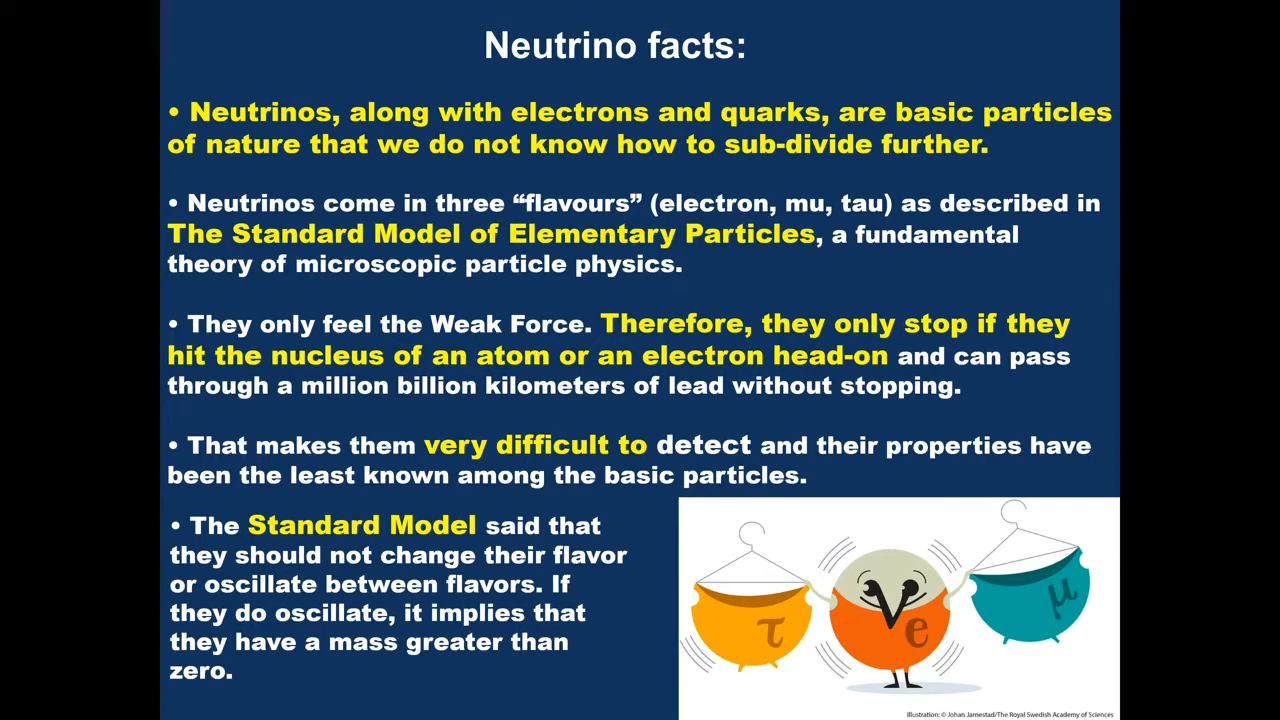 Neutrino facts:
• Neutrinos, along with electrons and quarks, are basic particles
of nature that we do not know how to sub-divide further.
• Neutrinos come in three “flavours” (electron, mu, tau) as described in
The Standard Model of Elementary Particles, a fundamental
theory of microscopic particle physics.
• They only feel the Weak Force. Therefore, they only stop if they
hit the nucleus of an atom or an electron head-on and can pass
through a million billion kilometers of lead without stopping.
• That makes them very difficult to detect and their properties have
been the least known among the basic particles.
• The Standard Model said that
they should not change their flavor
or oscillate between flavors. If
they do oscillate, it implies that
they have a mass greater than
zero.
τ
e
μ
Illustration: © Johan Jarnestad/The Royal Swedish Academy of Sciences